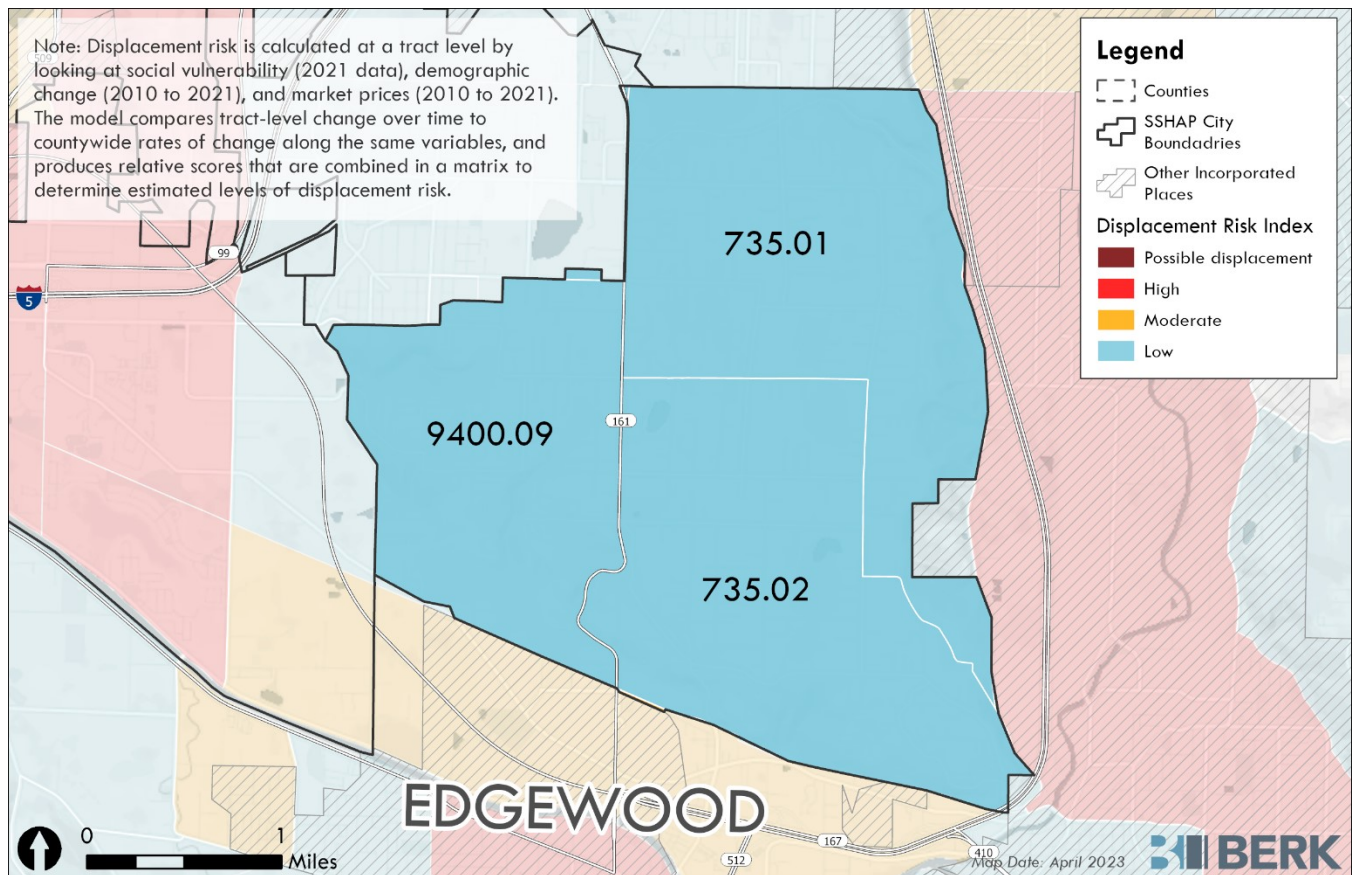 Note: Displacement risk is calculated at a tract level by
looking at social vulnerability (2021 data), demographic
change (2010 to 2021), and market prices (2010 to 2021).
The model compares tract-level change over time to
countywide rates of change along the same variables, and
produces relative scores that are combined in a matrix to
determine estimated levels of displacement risk.
509
99
5
735.01
9400.09
161
735.02
Legend
Counties
SSHAP City
Boundadries
Other Incorporated
Places
Displacement Risk Index
Possible displacement
High
Moderate
Low
EDGEWOOD
167
512
410
0 1
Miles
Map Date: April 2023
BERK